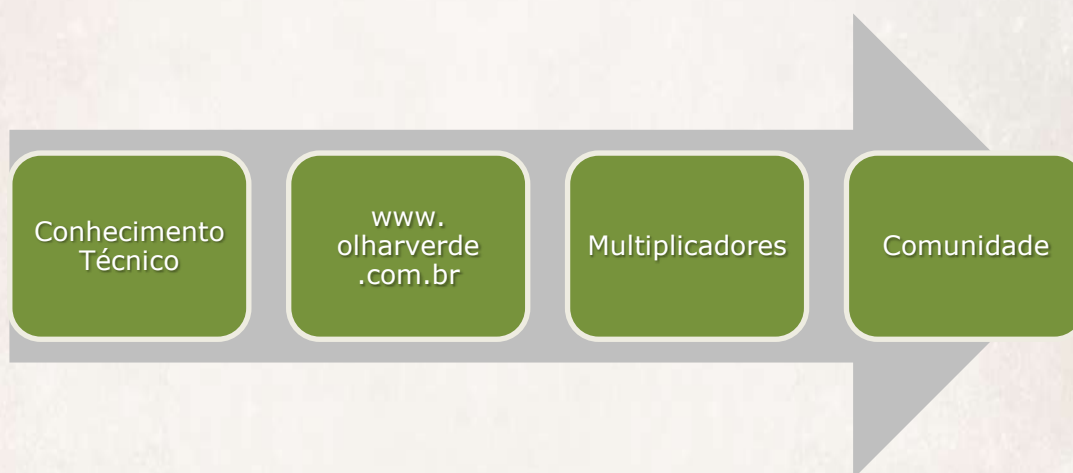 Conhecimento
Técnico
www.
olharverde
.com.br
Multiplicadores
Comunidade